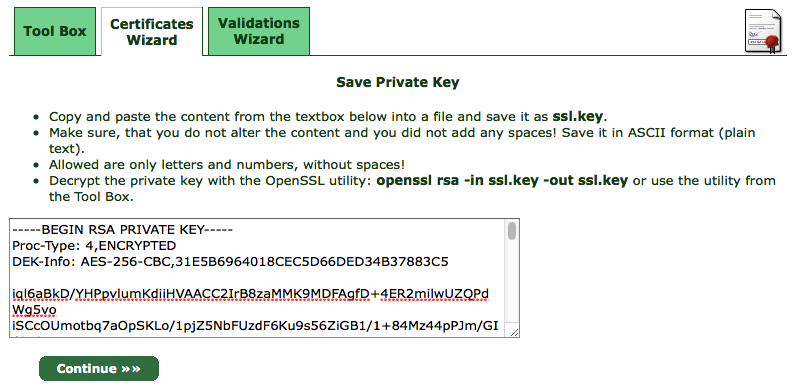 Tool Box
Certificates
Wizard
Validations
Wizard
Save Private Key
Copy and paste the content from the textbox below into a file and save it as ssl.key.
Make sure, that you do not alter the content and you did not add any spaces! Save it in ASCII format (plain
text).
Allowed are only letters and numbers, without spaces!
Decrypt the private key with the OpenSSL utility: openssl rsa -in ssl.key -out ssl.key or use the utility from
the Tool Box.
-----BEGIN RSA PRIVATE KEY-----
Proc-Type: 4,ENCRYPTED
DEK-Info: AES-256-CBC,31E5B6964018CEC5D66DED34B37883C5
iql6aBkD/YHPpvlumKdiiHVAACC2IrB8zaMMK9MDFAgfD+4ER2milwUZQPd
Wg5vo
iSCcOUmotbq7aOpSKLo/1pjZ5NbFUzdF6Ku9s56ZiGB1/1+84Mz44pPJm/GI
Continue »»